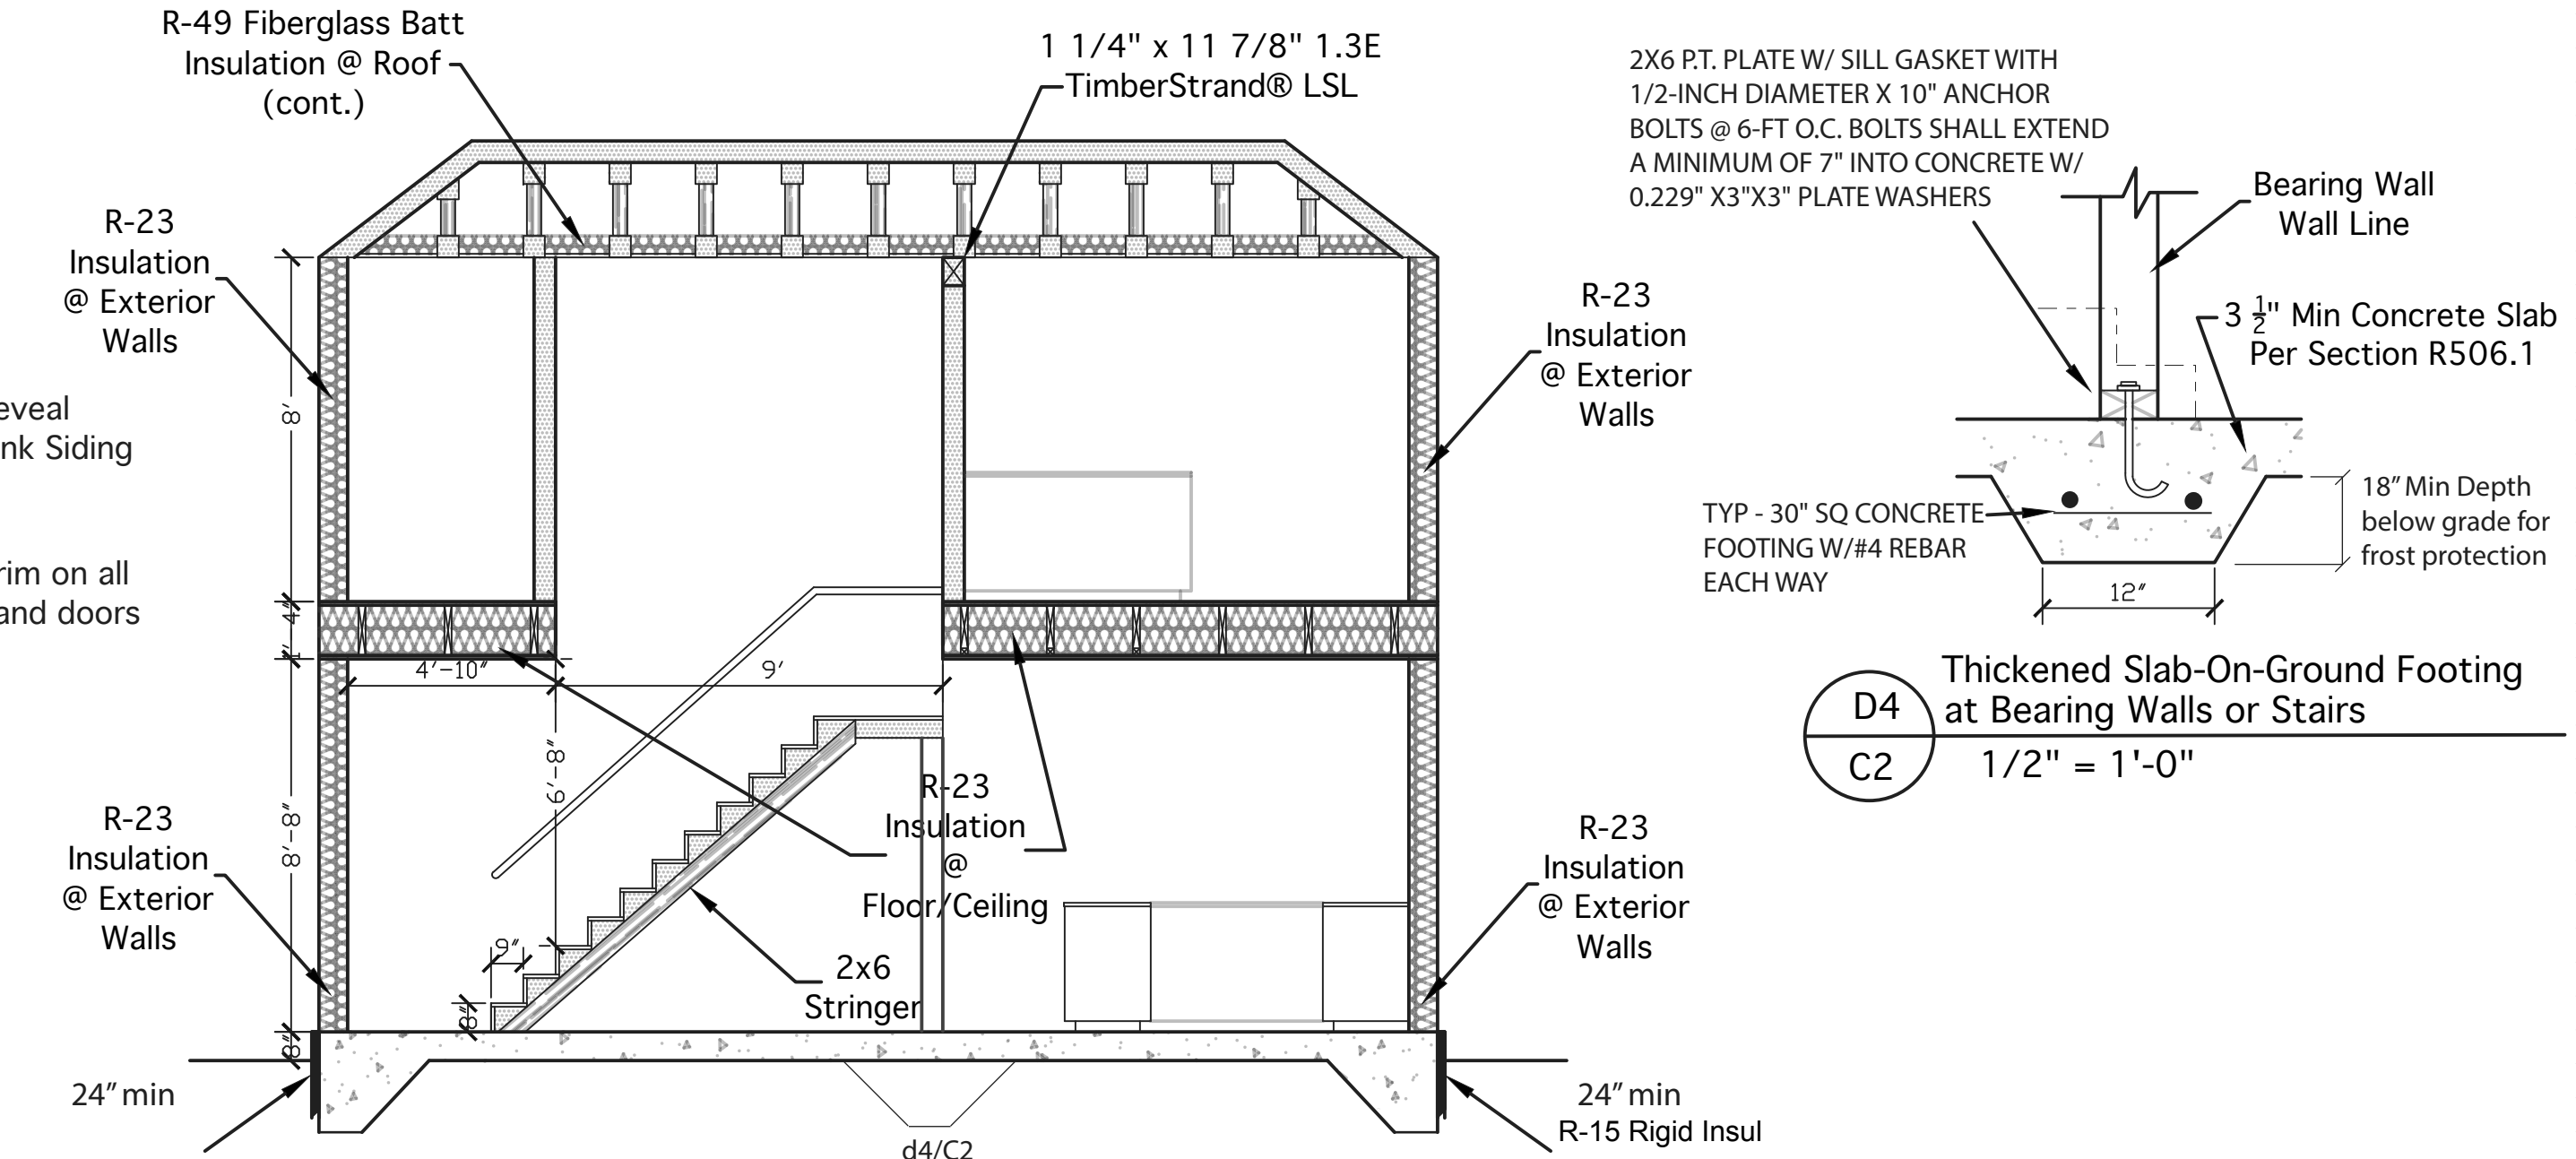 R-49 Fiberglass Batt
Insulation @ Roof
(cont.)
1 1/4" x 11 7/8" 1.3E
TimberStrand® LSL
2X6 P.T. PLATE W/ SILL GASKET WITH
1/2-INCH DIAMETER X 10" ANCHOR
BOLTS @ 6-FT O.C. BOLTS SHALL EXTEND
A MINIMUM OF 7" INTO CONCRETE W/
0.229" X3"X3" PLATE WASHERS
Bearing Wall
Wall Line
3 1/2" Min Concrete Slab
Per Section R506.1
18" Min Depth
below grade for
frost protection
TYP - 30" SQ CONCRETE
FOOTING W/#4 REBAR
EACH WAY
12"
Thickened Slab-On-Ground Footing
at Bearing Walls or Stairs
D4
C2
1/2" = 1'-0"
R-23
Insulation
@ Exterior
Walls
R-23
Insulation
@ Exterior
Walls
8'
eveal
nk Siding
rim on all
and doors
1'-4"
4'-10"
9'
6'-8"
8'-8"
R-23
Insulation
@ Exterior
Walls
R-23
Insulation
@
Floor/Ceiling
R-23
Insulation
@ Exterior
Walls
9"
8"
2x6
Stringer
8"
24" min
24" min
R-15 Rigid Insul
d4/C2